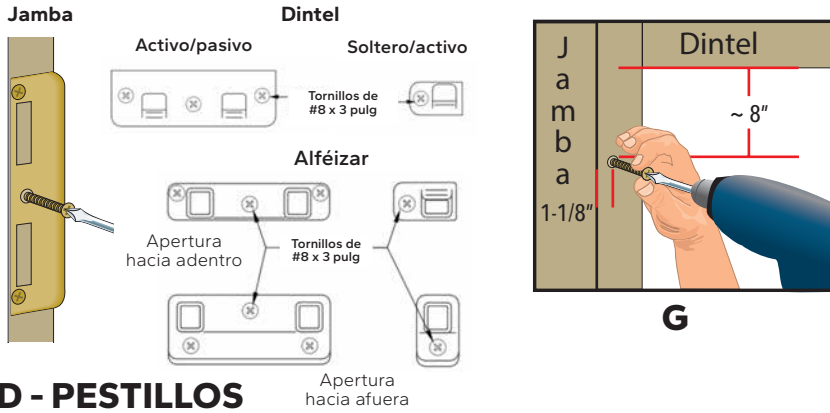 Jamba
Dintel
Activo/pasivo
Soltero/activo
Tornillos de
#8 x 3 pulg
Alféizar
Apertura
hacia adentro
Tornillos de
#8 x 3 pulg
Apertura
hacia afuera
D - PESTILLOS
J
a
m
b
a
1-1/8"
Dintel
~ 8"
G